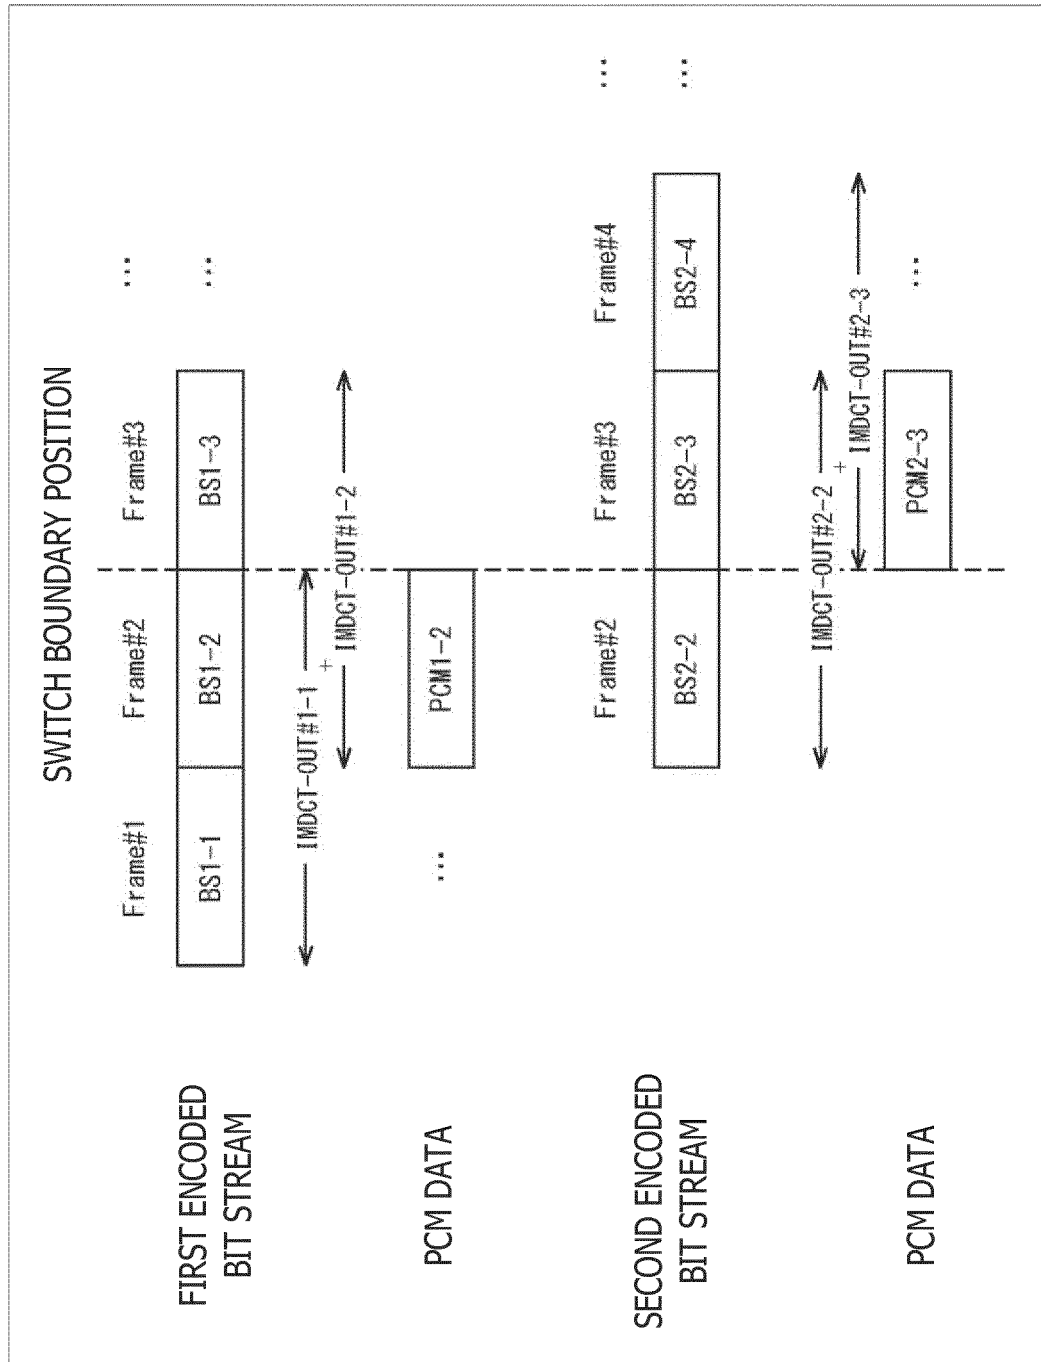 SWITCH BOUNDARY POSITION
Frame#1 Frame#2 Frame#3 ...
FIRST ENCODED
BIT STREAM
BS1-1 BS1-2 BS1-3 ...
IMDCT-OUT#1-1
+
IMDCT-OUT#1-2
PCM DATA
... PCM1-2
Frame#2 Frame#3 Frame#4 ...
SECOND ENCODED
BIT STREAM
BS2-2 BS2-3 BS2-4 ...
IMDCT-OUT#2-2
+
IMDCT-OUT#2-3
PCM DATA
PCM2-3 ...